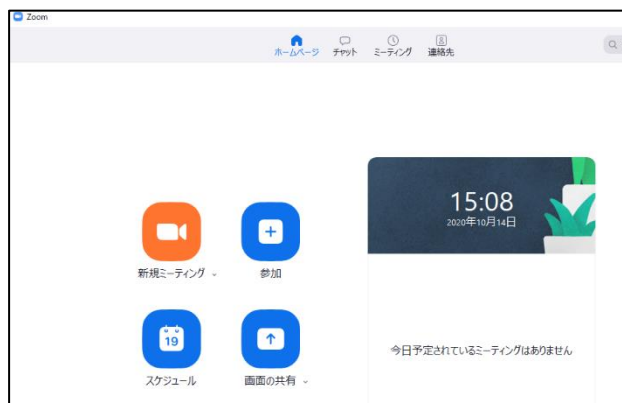 Zoom
ホームページ チャット ミーティング 連絡先
15:08
2020年10月14日
新規ミーティング 参加
19
スケジュール 画面の共有
今日予定されているミーティングはありません